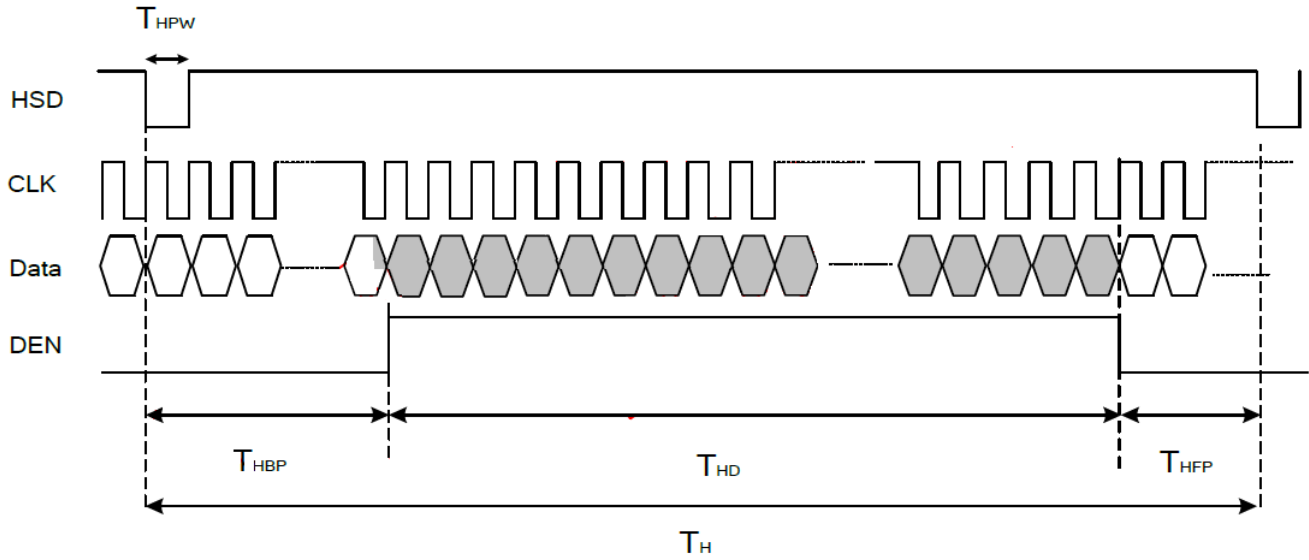 THPW
HSD
CLK
Data
DEN
THBP
THD
THFP
TH